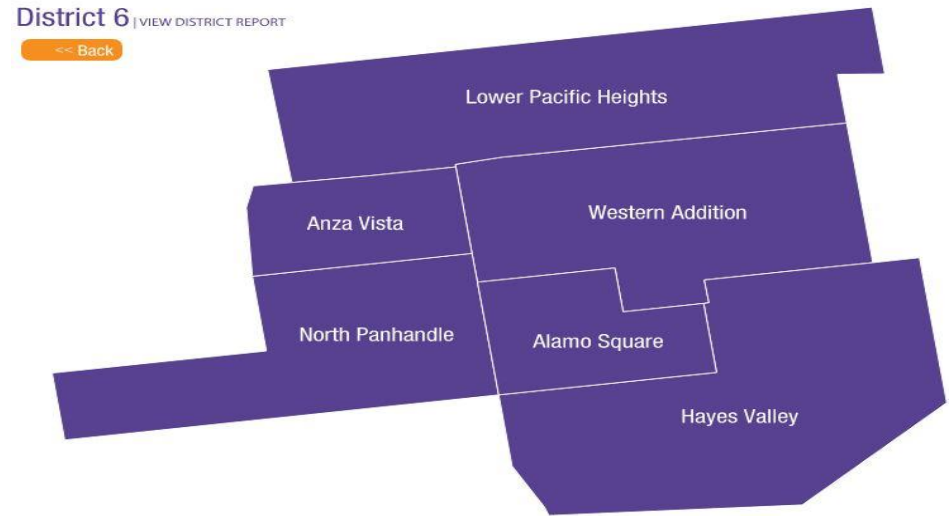 District 6 | VIEW DISTRICT REPORT
<< Back
Lower Pacific Heights
Western Addition
Anza Vista
North Panhandle
Alamo Square
Hayes Valley